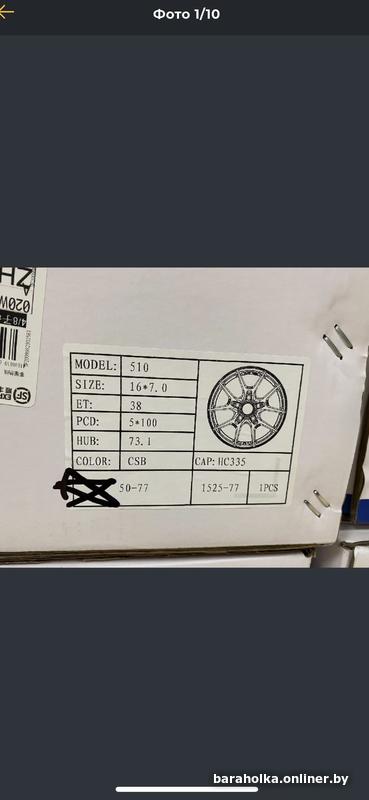 Фото 1/10
MODEL: 510
SIZE: 16*7.0
ET: 38
PCD: 5*100
HUB: 73.1
COLOR: CSB CAP: HC335
50-77 1525-77 1PCS
baraholka.onliner.by